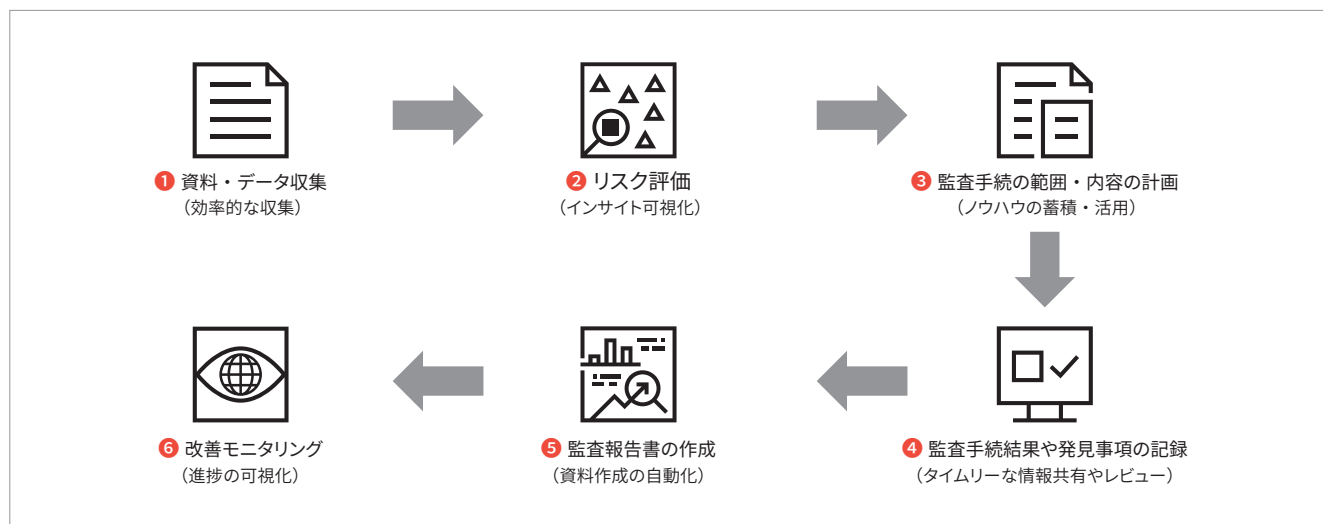 ❶ 資料・データ収集
（効率的な収集）
❷ リスク評価
（インサイト可視化）
❸ 監査手続の範囲・内容の計画
（ノウハウの蓄積・活用）
❹ 監査手続結果や発見事項の記録
（タイムリーな情報共有やレビュー）
❺ 監査報告書の作成
（資料作成の自動化）
❻ 改善モニタリング
（進捗の可視化）